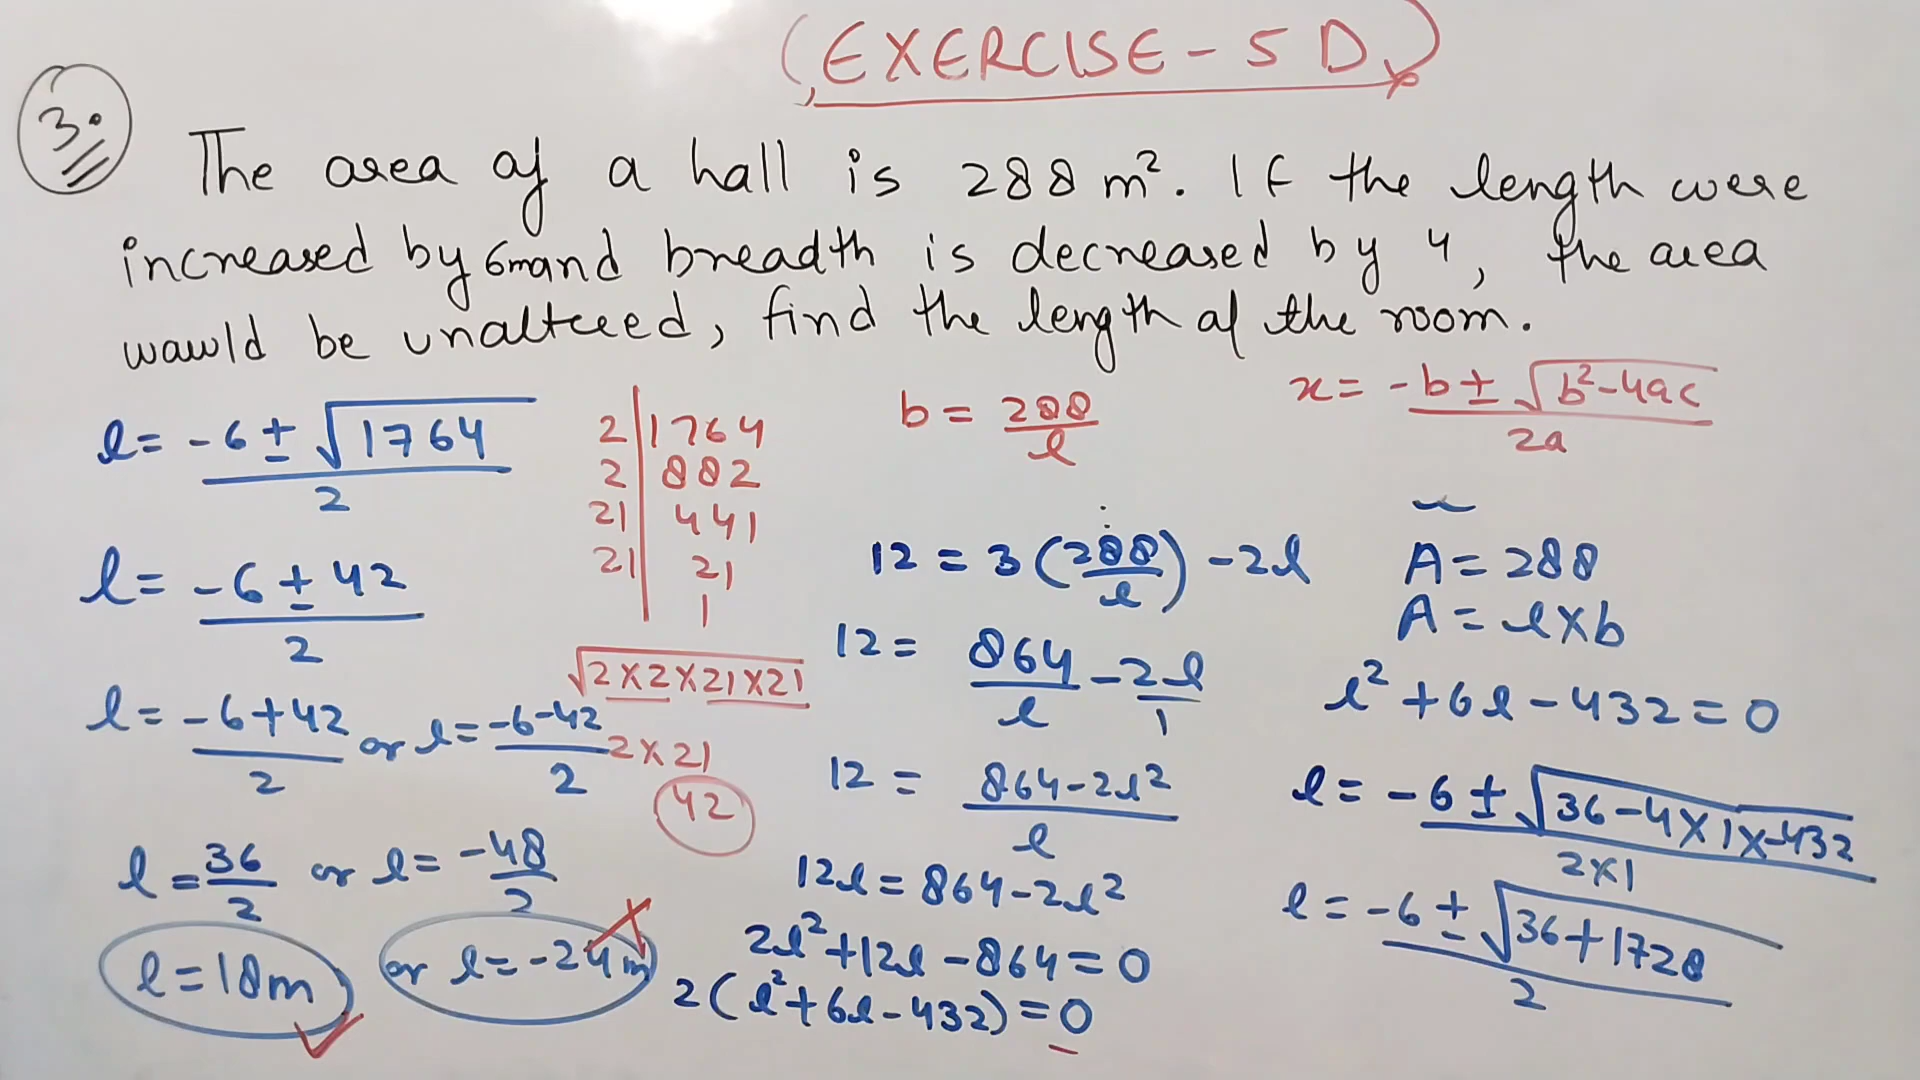 (EXERCISE - 5 D)
3. The area of a hall is 288 m². If the length were
increased by 6m and breadth is decreased by 4, the area
wawld be unaltered, find the length of the room.
l = -6 ± √1764 / 2
l = -6 ± 42 / 2
l = -6+42 / 2 or l = -6-42 / 2
l = 36/2 or l = -48/2
l = 18m or l = -24m
2 | 1764
2 | 882
21 | 441
21 | 21
1
√2×2×21×21
2×21
42
b = 288/l
12 = 3(288/l) - 2l
12 = 864/l - 2l/1
12 = 864-2l² / l
12l = 864-2l²
2l²+12l-864=0
2(l²+6l-432)=0
x = -b ± √b²-4ac / 2a
A = 288
A = l×b
l²+6l-432=0
l = -6 ± √36-4×1×-432 / 2×1
l = -6 ± √36+1728 / 2